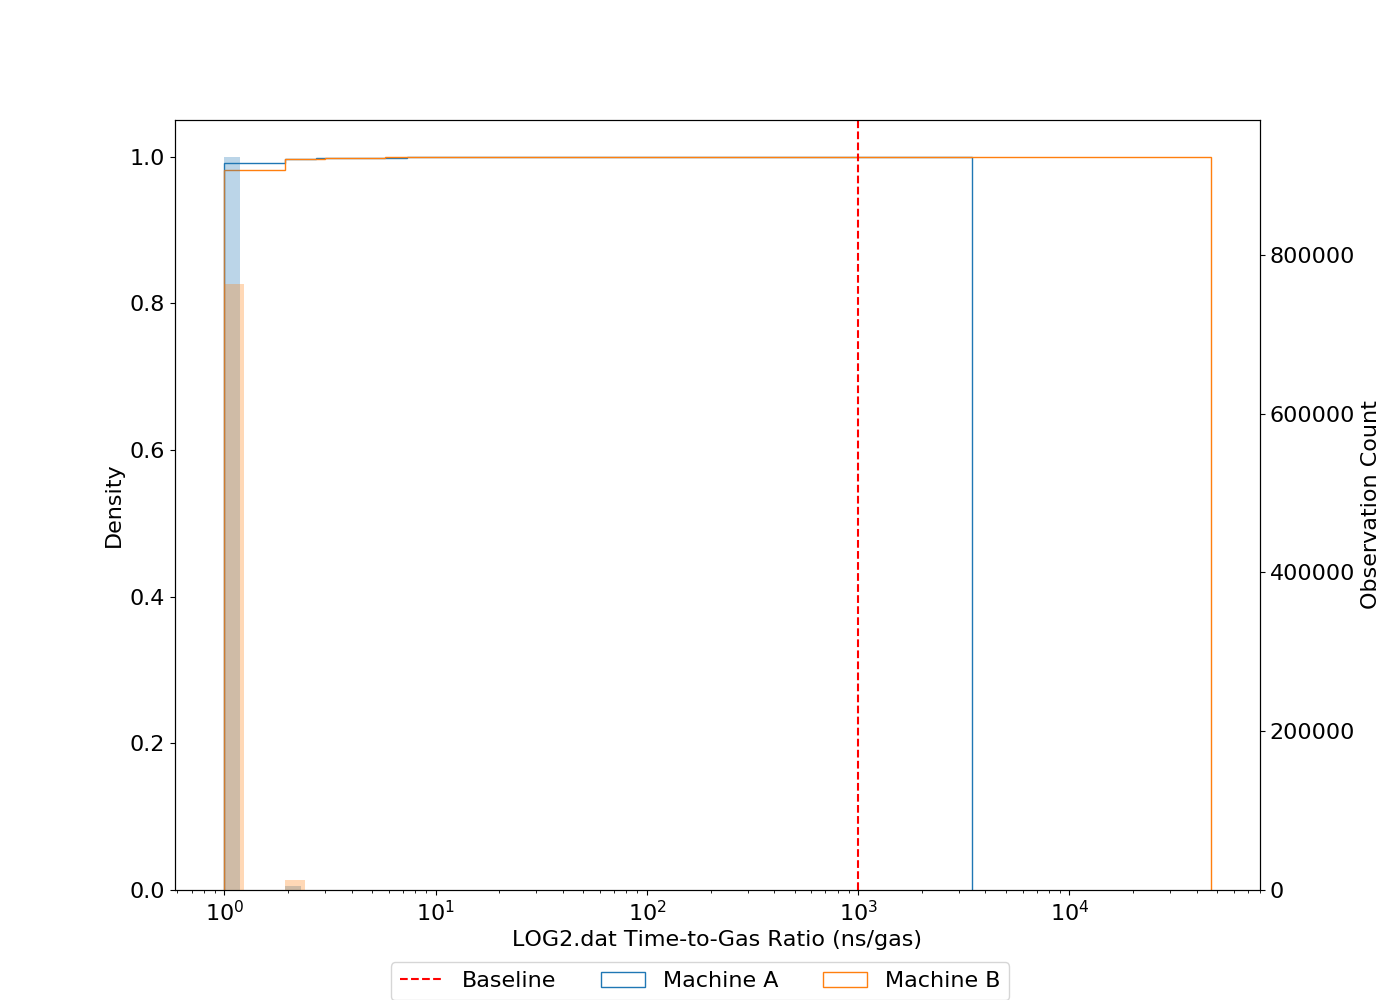 1.0
0.8
0.6
0.4
0.2
0.0
Density
800000
600000
400000
200000
0
Observation Count
10⁰ 10¹ 10² 10³ 10⁴
LOG2.dat Time-to-Gas Ratio (ns/gas)
Baseline Machine A Machine B